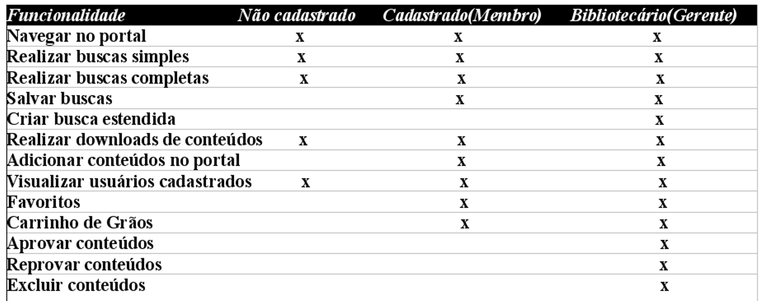 Funcionalidade Não cadastrado Cadastrado(Membro) Bibliotecário(Gerente)
Navegar no portal x x x
Realizar buscas simples x x x
Realizar buscas completas x x x
Salvar buscas x x
Criar busca estendida x
Realizar downloads de conteúdos x x x
Adicionar conteúdos no portal x x
Visualizar usuários cadastrados x x x
Favoritos x x
Carrinho de Grãos x x
Aprovar conteúdos x
Reprovar conteúdos x
Excluir conteúdos x